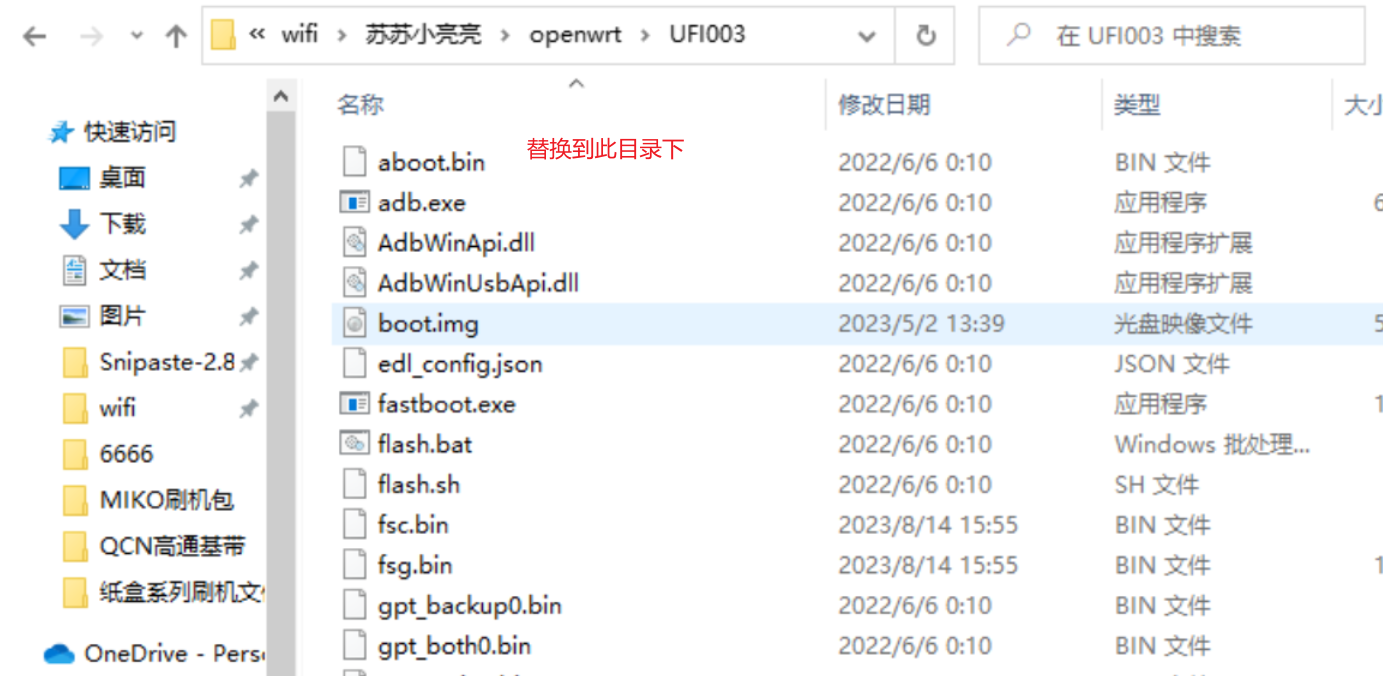 « wifi › 苏苏小亮亮 › openwrt › UFI003
在 UFI003 中搜索
快速访问
桌面
下载
文档
图片
Snipaste-2.8
wifi
6666
MIKO刷机包
QCN高通基带
纸盒系列刷机文
OneDrive - Pers
名称 修改日期 类型 大小
替换到此目录下
aboot.bin 2022/6/6 0:10 BIN 文件
adb.exe 2022/6/6 0:10 应用程序 6
AdbWinApi.dll 2022/6/6 0:10 应用程序扩展
AdbWinUsbApi.dll 2022/6/6 0:10 应用程序扩展
boot.img 2023/5/2 13:39 光盘映像文件 5
edl_config.json 2022/6/6 0:10 JSON 文件
fastboot.exe 2022/6/6 0:10 应用程序 1
flash.bat 2022/6/6 0:10 Windows 批处理...
flash.sh 2022/6/6 0:10 SH 文件
fsc.bin 2023/8/14 15:55 BIN 文件
fsg.bin 2023/8/14 15:55 BIN 文件 1
gpt_backup0.bin 2022/6/6 0:10 BIN 文件
gpt_both0.bin 2022/6/6 0:10 BIN 文件